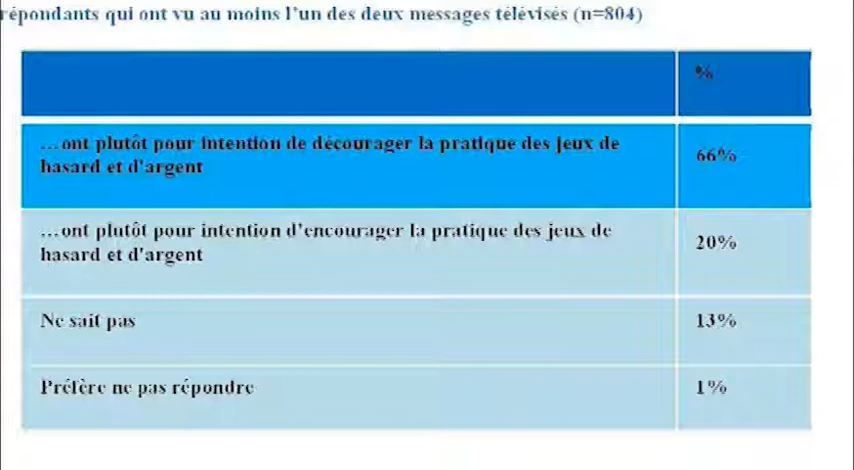 répondants qui ont vu au moins l'un des deux messages télévisés (n=804)
%
…ont plutôt pour intention de décourager la pratique des jeux de
hasard et d'argent
66%
…ont plutôt pour intention d'encourager la pratique des jeux de
hasard et d'argent
20%
Ne sait pas
13%
Préfère ne pas répondre
1%